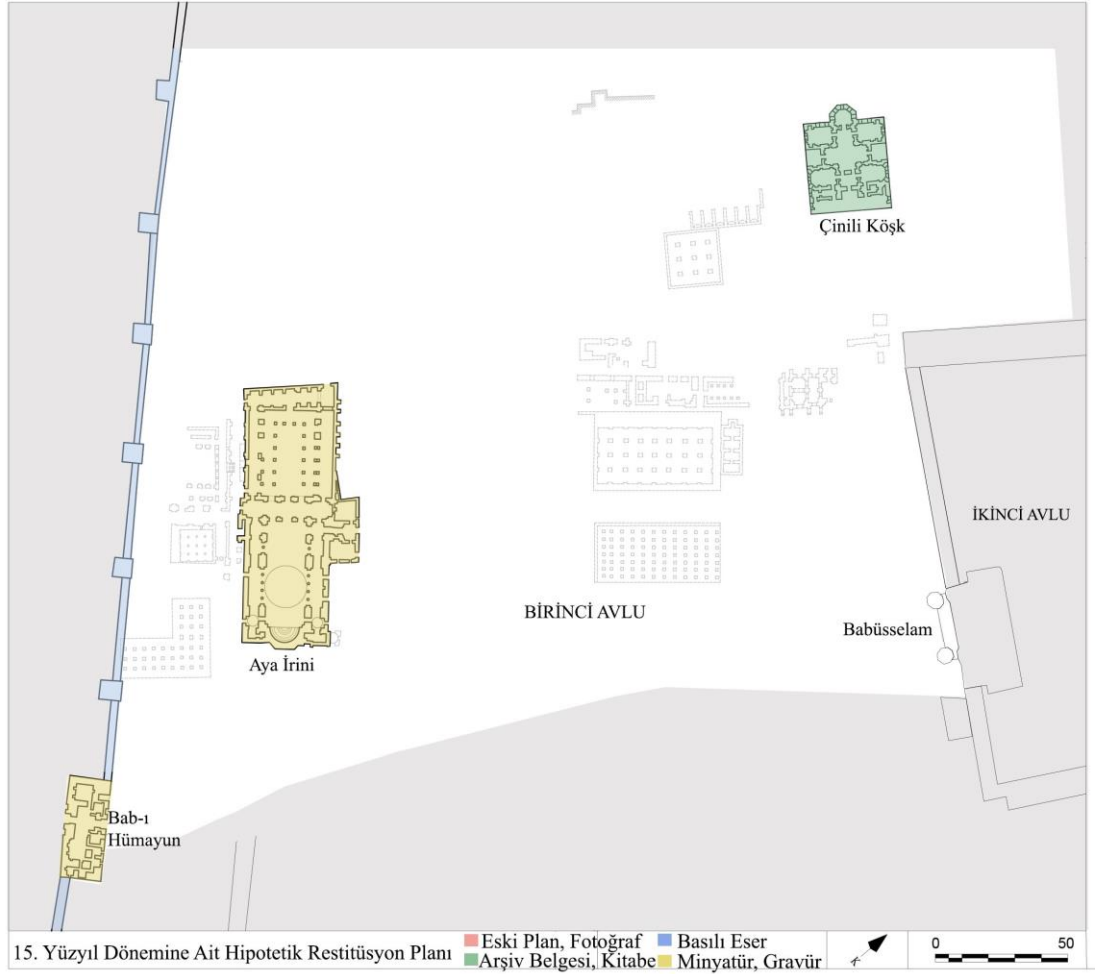 Çinili Köşk
İKİNCİ AVLU
BİRİNCİ AVLU
Babüsselam
Aya İrini
Bab-ı
Hümayun
15. Yüzyıl Dönemine Ait Hipotetik Restitüsyon Planı
Eski Plan, Fotoğraf
Basılı Eser
Arşiv Belgesi, Kitabe
Minyatür, Gravür
K
0 50